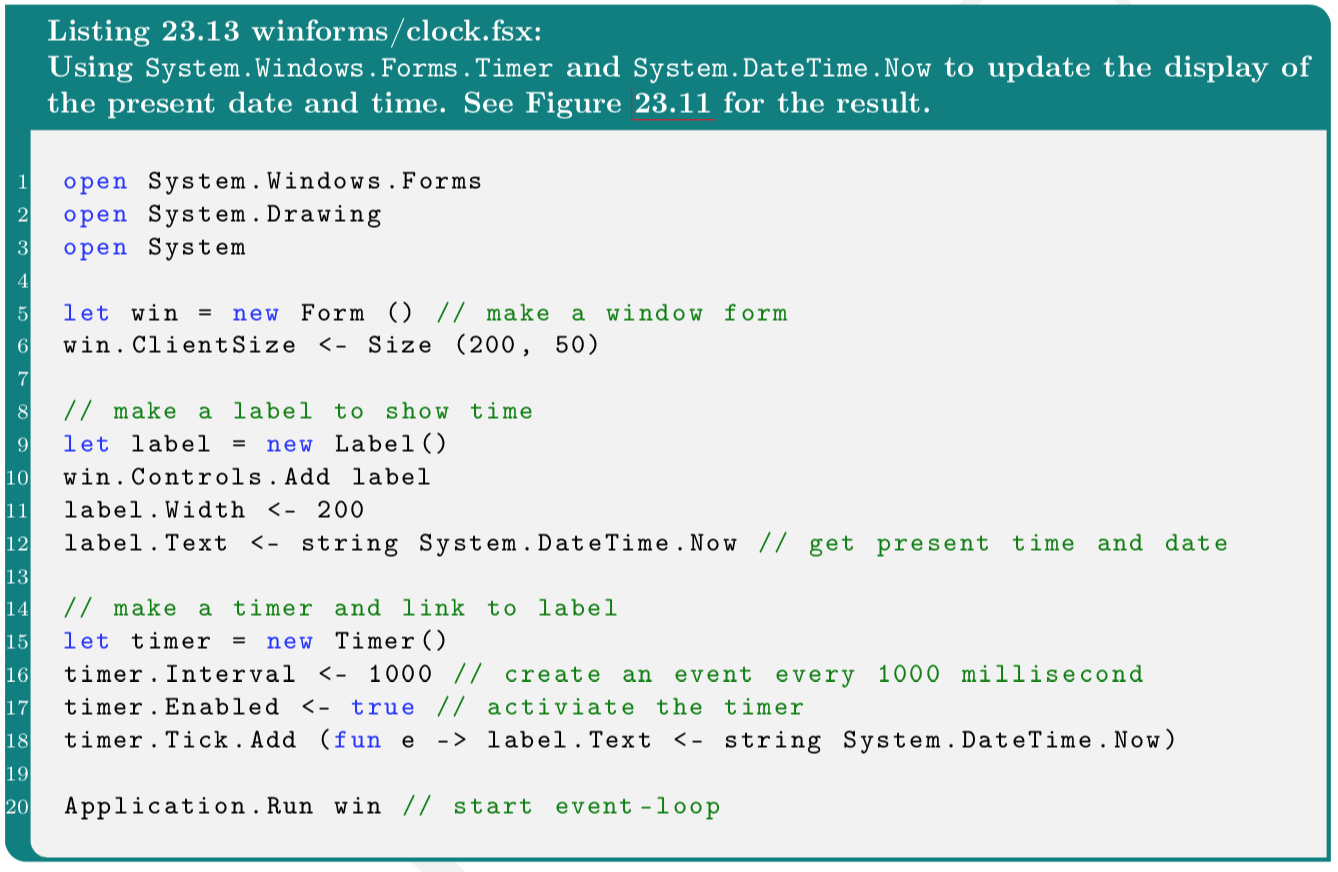 Listing 23.13 winforms/clock.fsx:
Using System.Windows.Forms.Timer and System.DateTime.Now to update the display of
the present date and time. See Figure 23.11 for the result.
1 open System.Windows.Forms
2 open System.Drawing
3 open System
4
5 let win = new Form () // make a window form
6 win.ClientSize <- Size (200, 50)
7
8 // make a label to show time
9 let label = new Label()
10 win.Controls.Add label
11 label.Width <- 200
12 label.Text <- string System.DateTime.Now // get present time and date
13
14 // make a timer and link to label
15 let timer = new Timer()
16 timer.Interval <- 1000 // create an event every 1000 millisecond
17 timer.Enabled <- true // activiate the timer
18 timer.Tick.Add (fun e -> label.Text <- string System.DateTime.Now)
19
20 Application.Run win // start event-loop